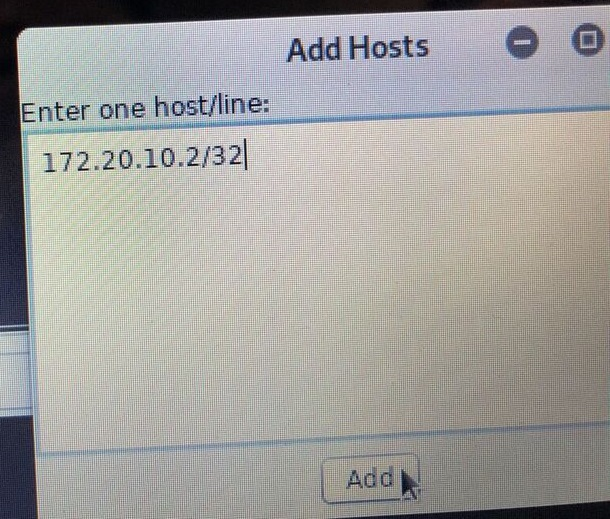 Add Hosts
Enter one host/line:
172.20.10.2/32
Add